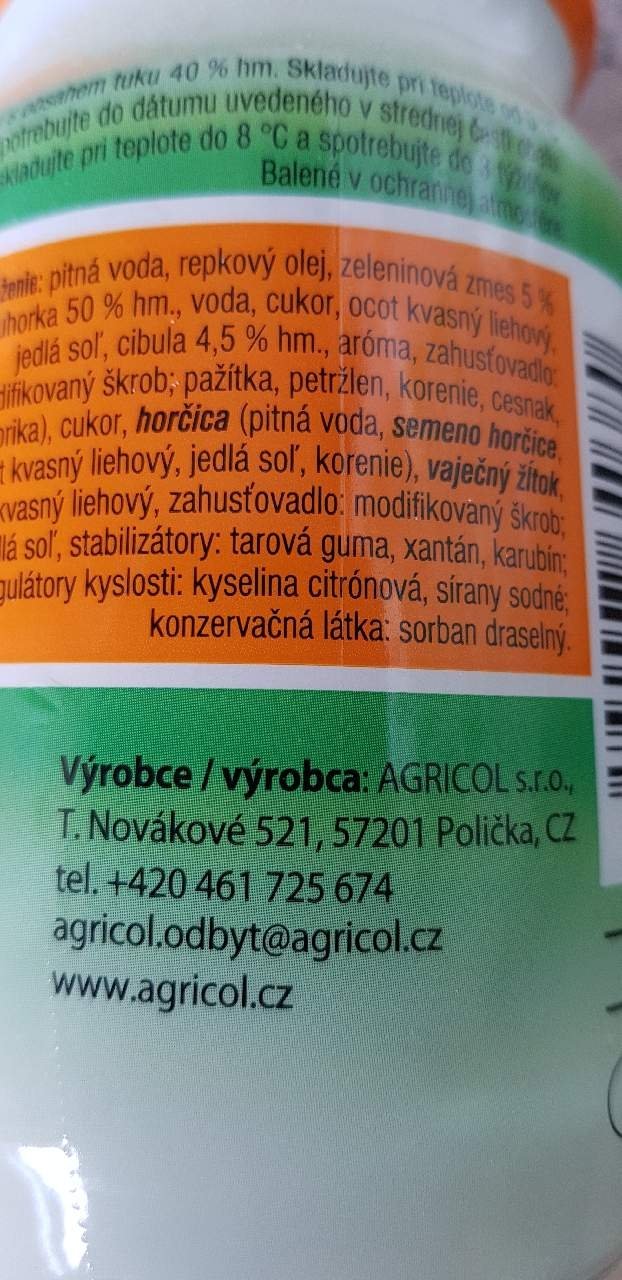 tuku 40 % hm. Skladujte pri teplote
potrebujte do dátumu uvedeného v strednej
skladujte pri teplote do 8 °C a spotrebujte do 3
Balené v ochrannej
pitná voda, repkový olej, zeleninová zmes 5 %
50 % hm., voda, cukor, ocot kvasný liehový,
jedlá soľ, cibula 4,5 % hm., aróma, zahusťovadlo:
difikovaný škrob; pažítka, petržlen, korenie, cesnak,
cukor, horčica (pitná voda, semeno horčice,
kvasný liehový, jedlá soľ, korenie), vaječný žĺtok,
kvasný liehový, zahusťovadlo: modifikovaný škrob;
soľ, stabilizátory: tarová guma, xantán, karubin;
gulátory kyslosti: kyselina citrónová, sírany sodné;
konzervačná látka: sorban draselný.
Výrobce / výrobca: AGRICOL s.r.o.,
T. Novákové 521, 57201 Polička, CZ
tel. +420 461 725 674
agricol.odbyt@agricol.cz
www.agricol.cz